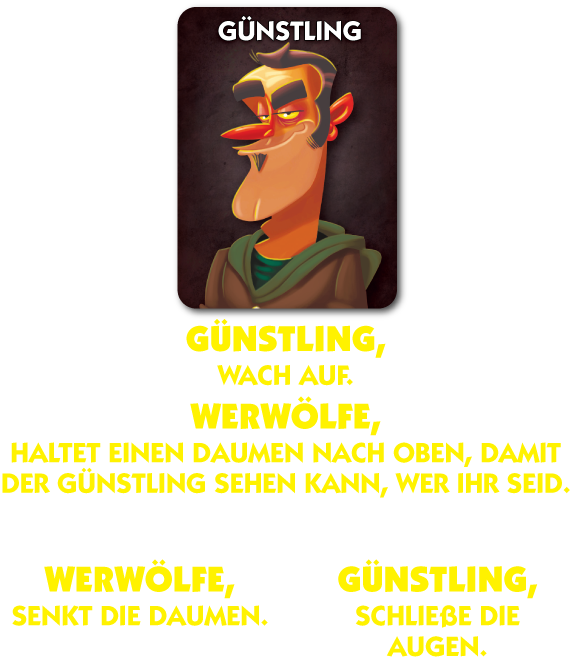 GÜNSTLING
GÜNSTLING,
WACH AUF.
WERWÖLFE,
HALTET EINEN DAUMEN NACH OBEN, DAMIT
DER GÜNSTLING SEHEN KANN, WER IHR SEID.
WERWÖLFE,
SENKT DIE DAUMEN.
GÜNSTLING,
SCHLIEßE DIE
AUGEN.